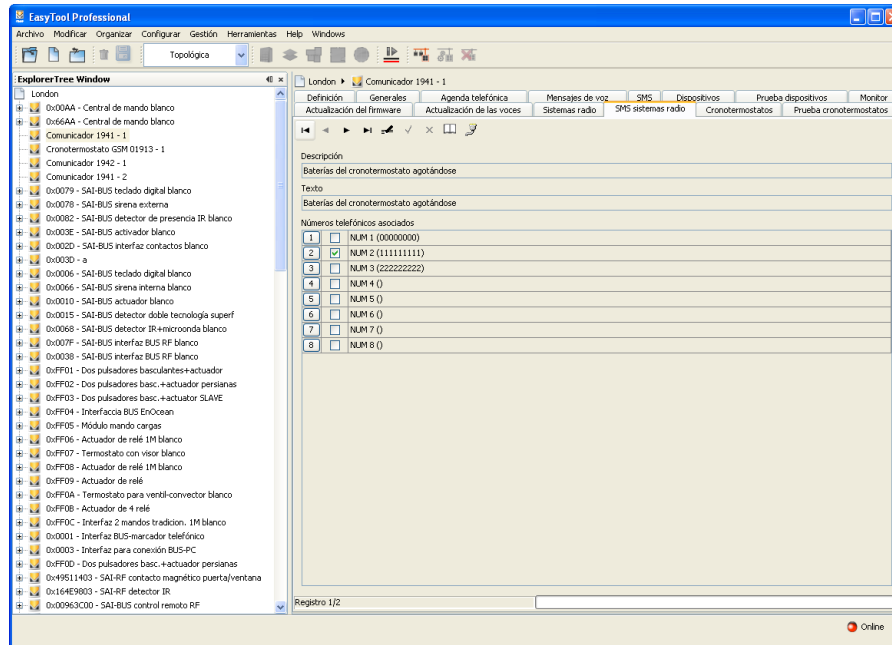 EasyTool Professional
Archivo Modificar Organizar Configurar Gestión Herramientas Help Windows
Topológica
ExplorerTree Window
London
0x00AA - Central de mando blanco
0x66AA - Central de mando blanco
Comunicador 1941 - 1
Cronotermostato GSM 01913 - 1
Comunicador 1942 - 1
Comunicador 1941 - 2
0x0079 - SAI-BUS teclado digital blanco
0x0078 - SAI-BUS sirena externa
0x0082 - SAI-BUS detector de presencia IR blanco
0x003E - SAI-BUS activador blanco
0x002D - SAI-BUS interfaz contactos blanco
0x003D - a
0x0006 - SAI-BUS teclado digital blanco
0x0066 - SAI-BUS sirena interna blanco
0x0010 - SAI-BUS actuador blanco
0x0015 - SAI-BUS detector doble tecnología superf
0x0068 - SAI-BUS detector IR+microonda blanco
0x007F - SAI-BUS interfaz BUS RF blanco
0x0038 - SAI-BUS interfaz BUS RF blanco
0xFF01 - Dos pulsadores basculantes+actuador
0xFF02 - Dos pulsadores basc.+actuador persianas
0xFF03 - Dos pulsadores basc.+actuator SLAVE
0xFF04 - Interfaccia BUS EnOcean
0xFF05 - Módulo mando cargas
0xFF06 - Actuador de relé 1M blanco
0xFF07 - Termostato con visor blanco
0xFF08 - Actuador de relé 1M blanco
0xFF09 - Actuador de relé
0xFF0A - Termostato para ventil-convector blanco
0xFF0B - Actuador de 4 relé
0xFF0C - Interfaz 2 mandos tradicion. 1M blanco
0x0001 - Interfaz BUS-marcador telefónico
0x0003 - Interfaz para conexión BUS-PC
0xFF0D - Dos pulsadores basc.+actuador persianas
0x49511403 - SAI-RF contacto magnético puerta/ventana
0x164E9803 - SAI-RF detector IR
0x00963C00 - SAI-BUS control remoto RF
London Comunicador 1941 - 1
Definición Generales Agenda telefónica Mensajes de voz SMS Dispositivos Prueba dispositivos Monitor
Actualización del firmware Actualización de las voces Sistemas radio SMS sistemas radio Cronotermostatos Prueba cronotermostatos
Descripción
Baterías del cronotermostato agotándose
Texto
Baterías del cronotermostato agotándose
Números telefónicos asociados
1 NUM 1 (00000000)
2 NUM 2 (111111111)
3 NUM 3 (222222222)
4 NUM 4 ()
5 NUM 5 ()
6 NUM 6 ()
7 NUM 7 ()
8 NUM 8 ()
Registro 1/2
Online